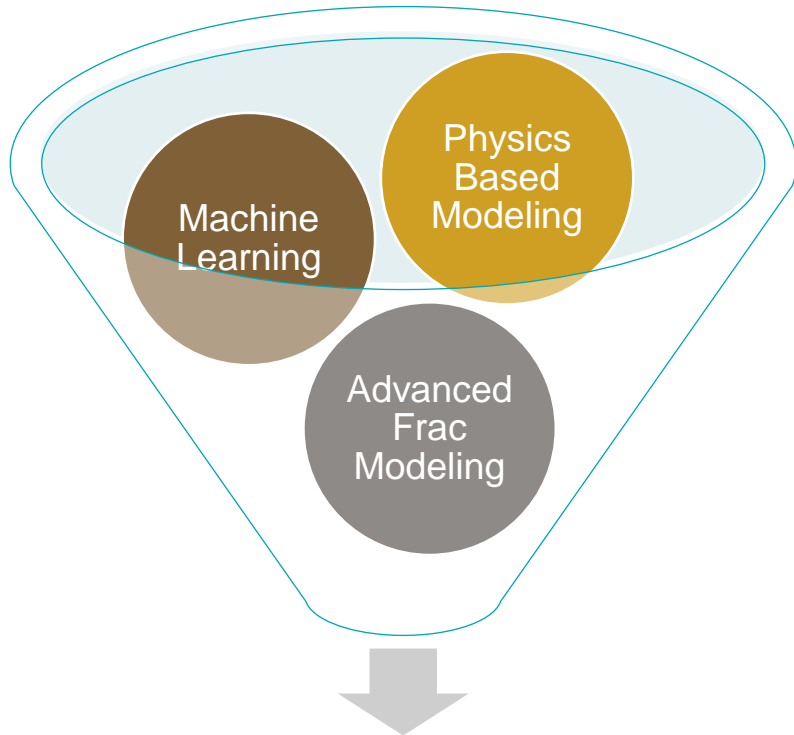 Physics
Based
Modeling
Machine
Learning
Advanced
Frac
Modeling